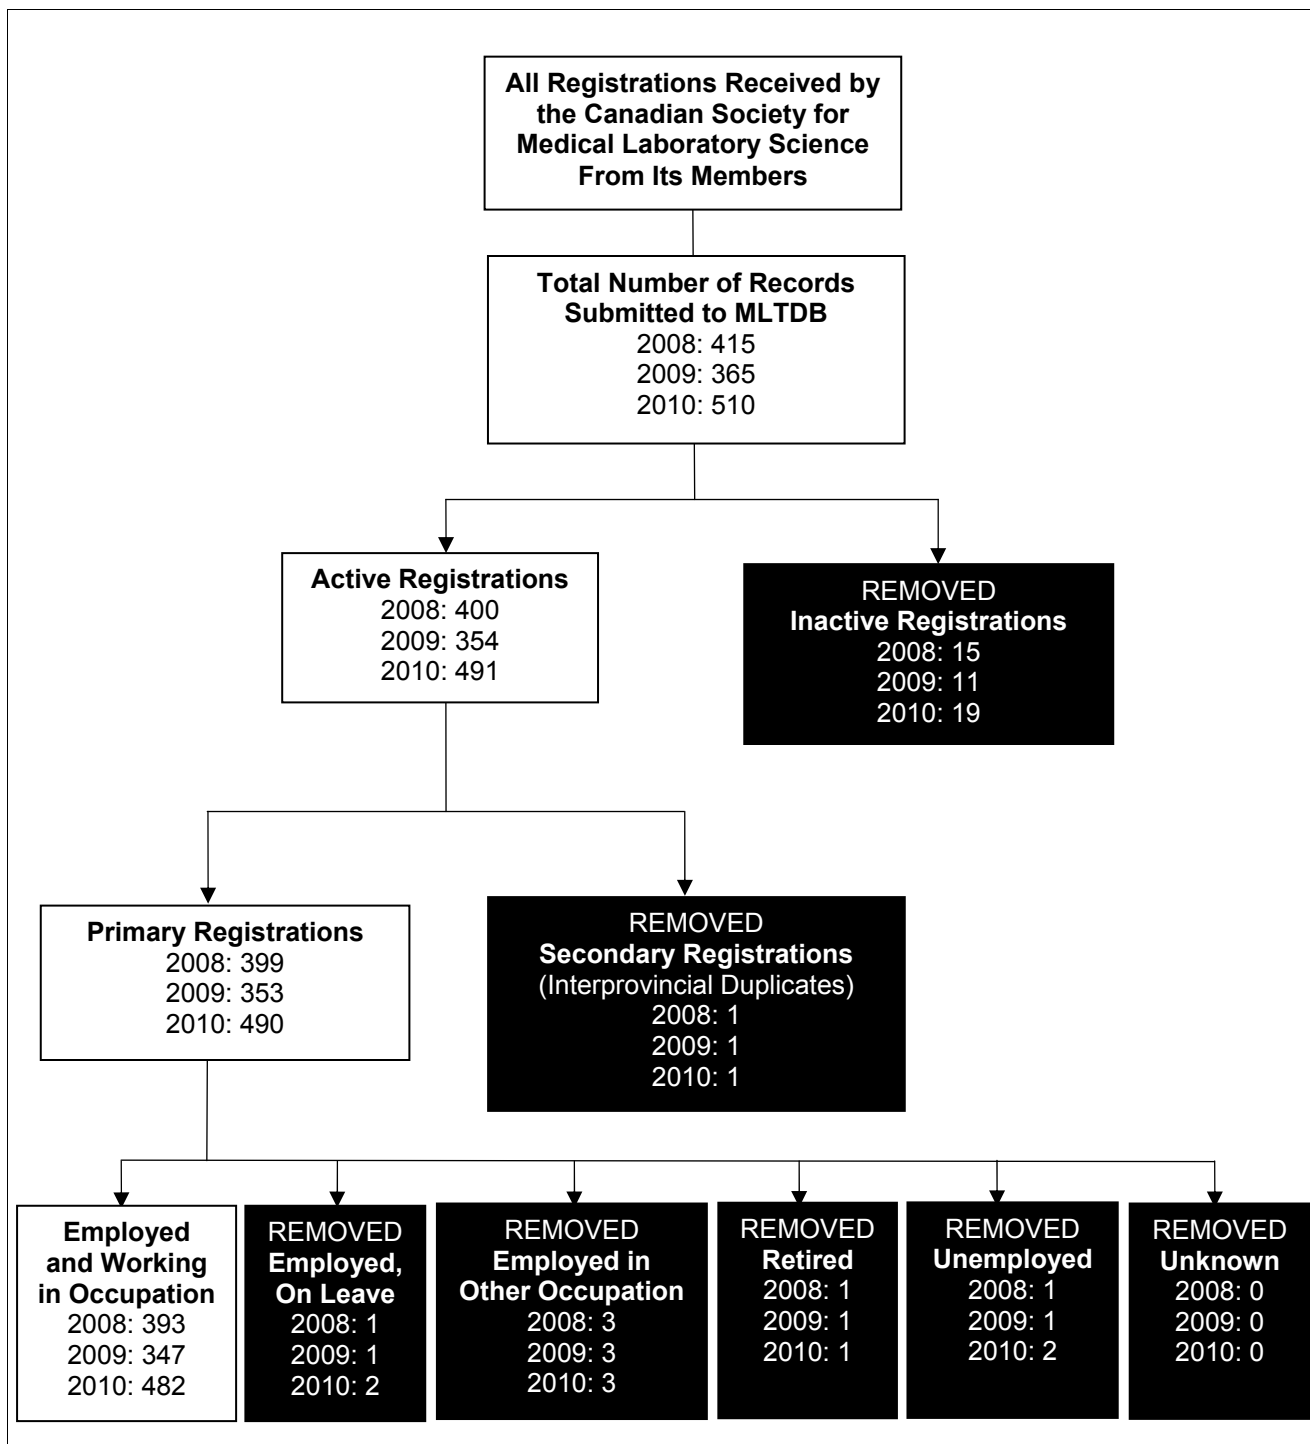 All Registrations Received by
the Canadian Society for
Medical Laboratory Science
From Its Members
Total Number of Records
Submitted to MLTDB
2008: 415
2009: 365
2010: 510
Active Registrations
2008: 400
2009: 354
2010: 491
REMOVED
Inactive Registrations
2008: 15
2009: 11
2010: 19
Primary Registrations
2008: 399
2009: 353
2010: 490
REMOVED
Secondary Registrations
(Interprovincial Duplicates)
2008: 1
2009: 1
2010: 1
Employed
and Working
in Occupation
2008: 393
2009: 347
2010: 482
REMOVED
Employed,
On Leave
2008: 1
2009: 1
2010: 2
REMOVED
Employed in
Other Occupation
2008: 3
2009: 3
2010: 3
REMOVED
Retired
2008: 1
2009: 1
2010: 1
REMOVED
Unemployed
2008: 1
2009: 1
2010: 2
REMOVED
Unknown
2008: 0
2009: 0
2010: 0